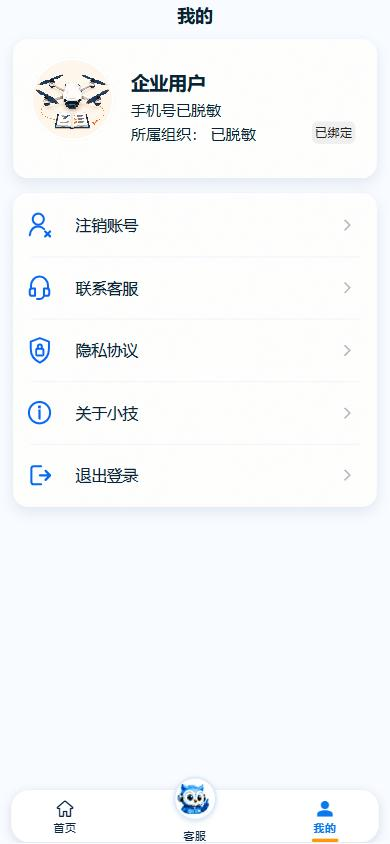 我的
企业用户
手机号已脱敏
所属组织： 已脱敏
已绑定
注销账号
联系客服
隐私协议
关于小技
退出登录
首页
客服
我的